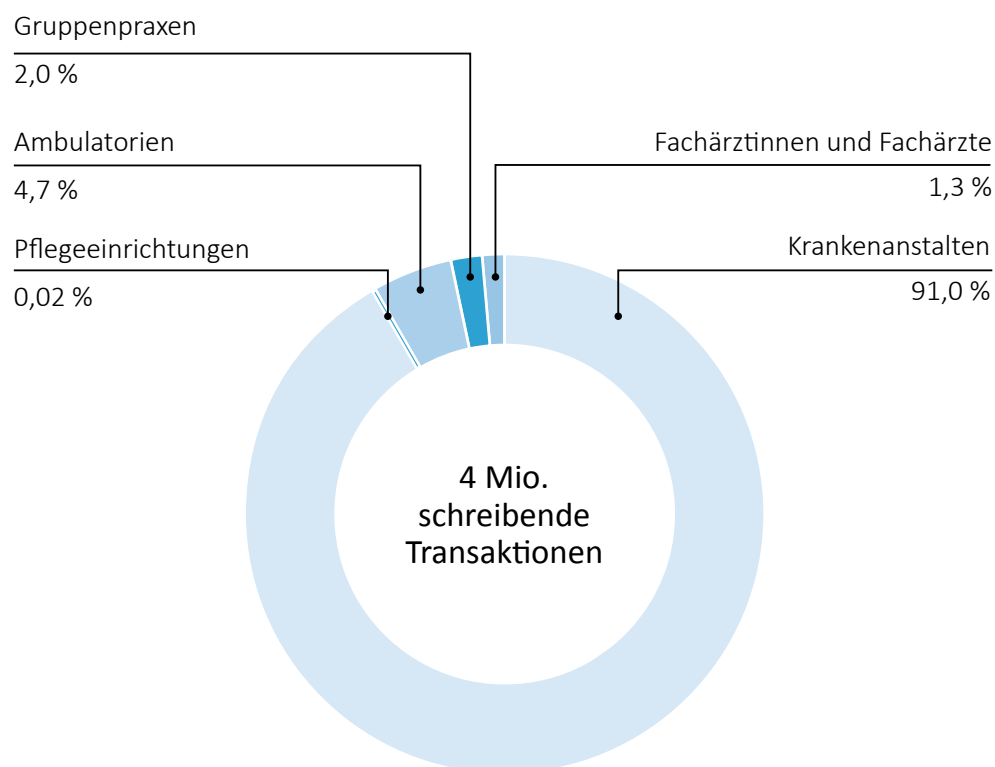 Gruppenpraxen
2,0 %
Ambulatorien
4,7 %
Pflegeeinrichtungen
0,02 %
Fachärztinnen und Fachärzte
1,3 %
Krankenanstalten
91,0 %
4 Mio.
schreibende
Transaktionen